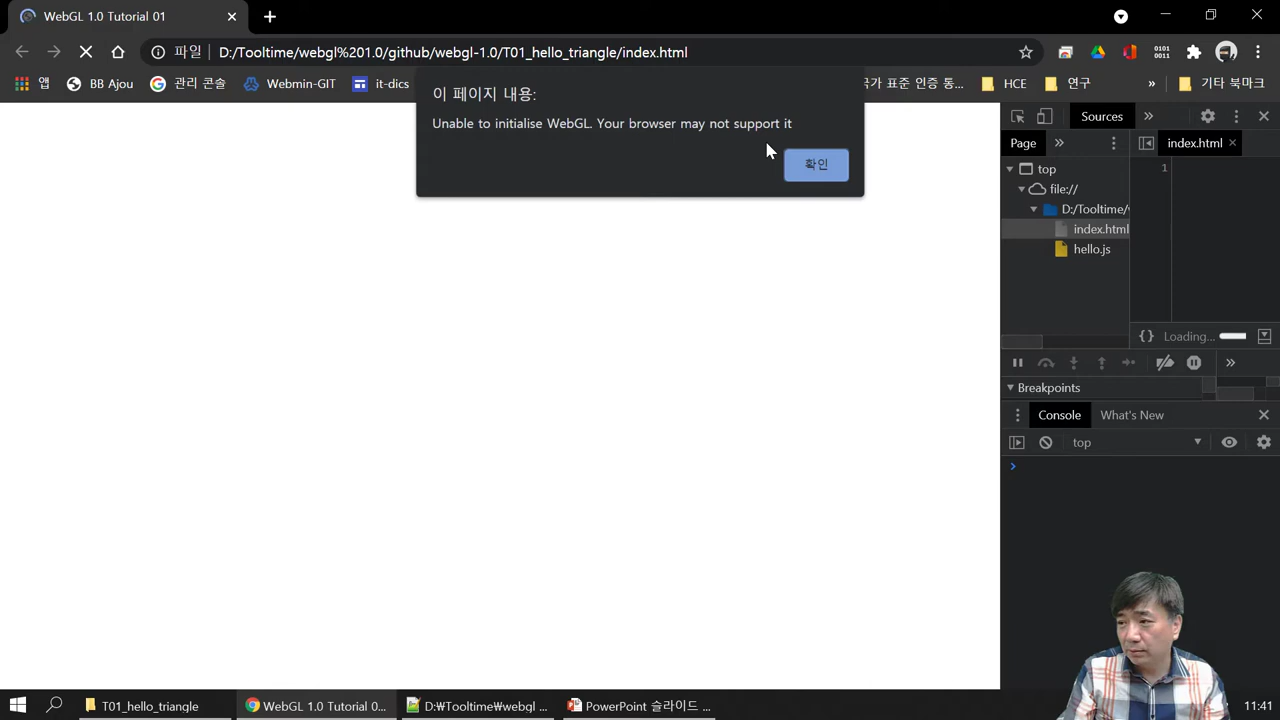 WebGL 1.0 Tutorial 01
파일 D:/Tooltime/webgl%201.0/github/webgl-1.0/T01_hello_triangle/index.html
앱 BB Ajou 관리 콘솔 Webmin-GIT it-dics 국가 표준 인증 통... HCE 연구 » 기타 북마크
이 페이지 내용:
Unable to initialise WebGL. Your browser may not support it
확인
Sources »
Page » index.html
1
top
file://
D:/Tooltime/
index.html
hello.js
{} Loading...
»
Breakpoints
Console What's New
top
T01_hello_triangle WebGL 1.0 Tutorial 0... D:₩Tooltime₩webgl ... PowerPoint 슬라이드 ... 11:41